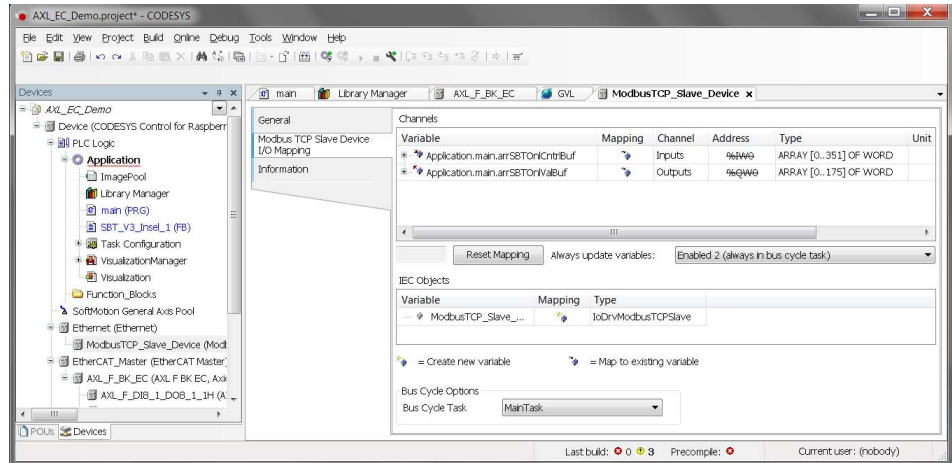 AXL_EC_Demo.project* - CODESYS
File Edit View Project Build Online Debug Tools Window Help
Devices
AXL_EC_Demo
Device (CODESYS Control for Raspberr
PLC Logic
Application
ImagePool
Library Manager
main (PRG)
SBT_V3_Insel_1 (FB)
Task Configuration
VisualizationManager
Visualization
Function_Blocks
SoftMotion General Axis Pool
Ethernet (Ethernet)
ModbusTCP_Slave_Device (Modb
EtherCAT_Master (EtherCAT Master)
AXL_F_BK_EC (AXL F BK EC, Axio
AXL_F_DI8_1_DO8_1_1H (A
POUs Devices
main Library Manager AXL_F_BK_EC GVL ModbusTCP_Slave_Device x
General
Modbus TCP Slave Device
I/O Mapping
Information
Channels
Variable Mapping Channel Address Type Unit
Application.main.arrSBTOnlCntrlBuf Inputs %IW0 ARRAY [0..351] OF WORD
Application.main.arrSBTOnlValBuf Outputs %QW0 ARRAY [0..175] OF WORD
Reset Mapping Always update variables: Enabled 2 (always in bus cycle task)
IEC Objects
Variable Mapping Type
ModbusTCP_Slave_... IoDrvModbusTCPSlave
= Create new variable = Map to existing variable
Bus Cycle Options
Bus Cycle Task MainTask
Last build: 0 3 Precompile: Current user: (nobody)